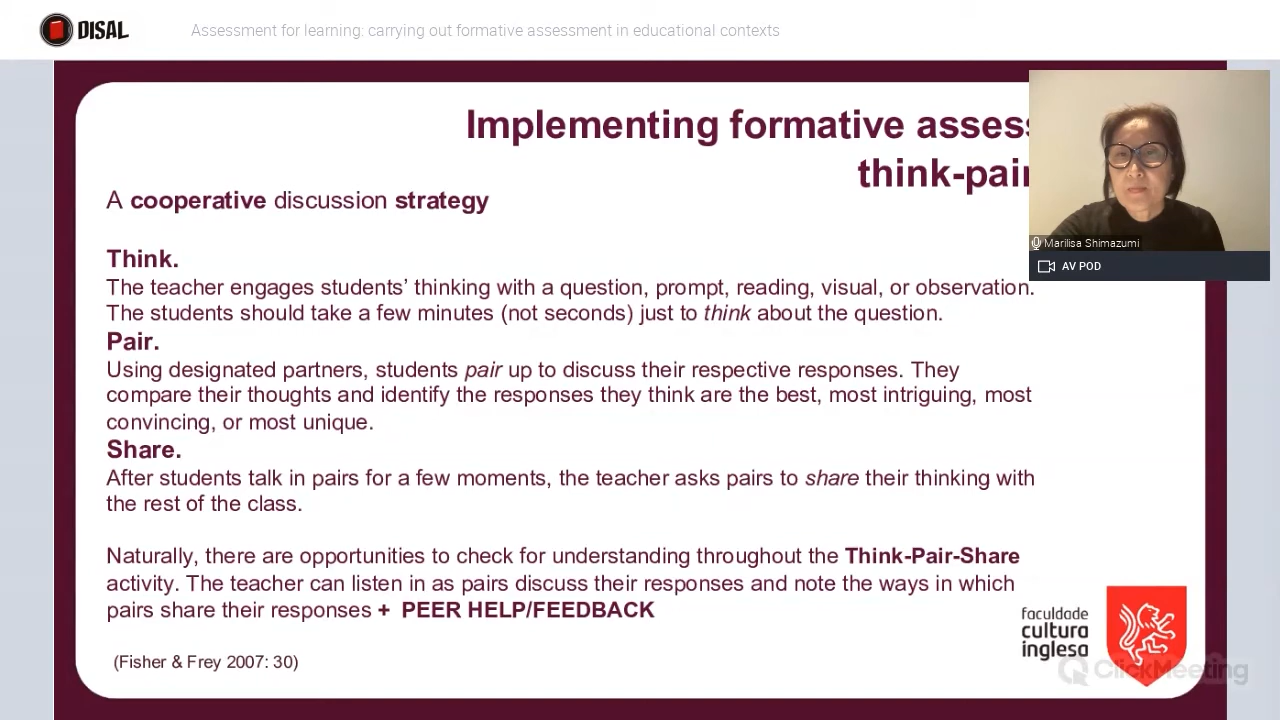 DISAL
Assessment for learning: carrying out formative assessment in educational contexts
Implementing formative assess
think-pair
A cooperative discussion strategy
Think.
The teacher engages students’ thinking with a question, prompt, reading, visual, or observation.
The students should take a few minutes (not seconds) just to think about the question.
Pair.
Using designated partners, students pair up to discuss their respective responses. They
compare their thoughts and identify the responses they think are the best, most intriguing, most
convincing, or most unique.
Share.
After students talk in pairs for a few moments, the teacher asks pairs to share their thinking with
the rest of the class.
Naturally, there are opportunities to check for understanding throughout the Think-Pair-Share
activity. The teacher can listen in as pairs discuss their responses and note the ways in which
pairs share their responses + PEER HELP/FEEDBACK
(Fisher & Frey 2007: 30)
Marilisa Shimazumi
AV POD
faculdade
cultura
inglesa
ClickMeeting